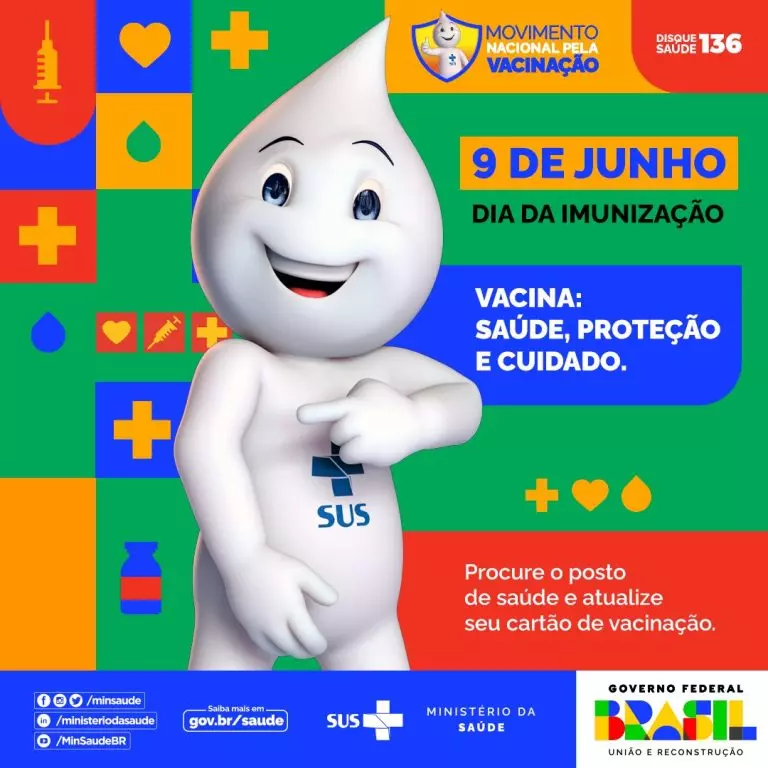 MOVIMENTO
NACIONAL PELA
VACINAÇÃO
DISQUE
SAÚDE 136
9 DE JUNHO
DIA DA IMUNIZAÇÃO
VACINA:
SAÚDE, PROTEÇÃO
E CUIDADO.
SUS
Procure o posto
de saúde e atualize
seu cartão de vacinação.
/minsaude
/ministeriodasaude
/MinSaudeBR
Saiba mais em
gov.br/saude
SUS
MINISTÉRIO DA
SAÚDE
GOVERNO FEDERAL
BRASIL
UNIÃO E RECONSTRUÇÃO